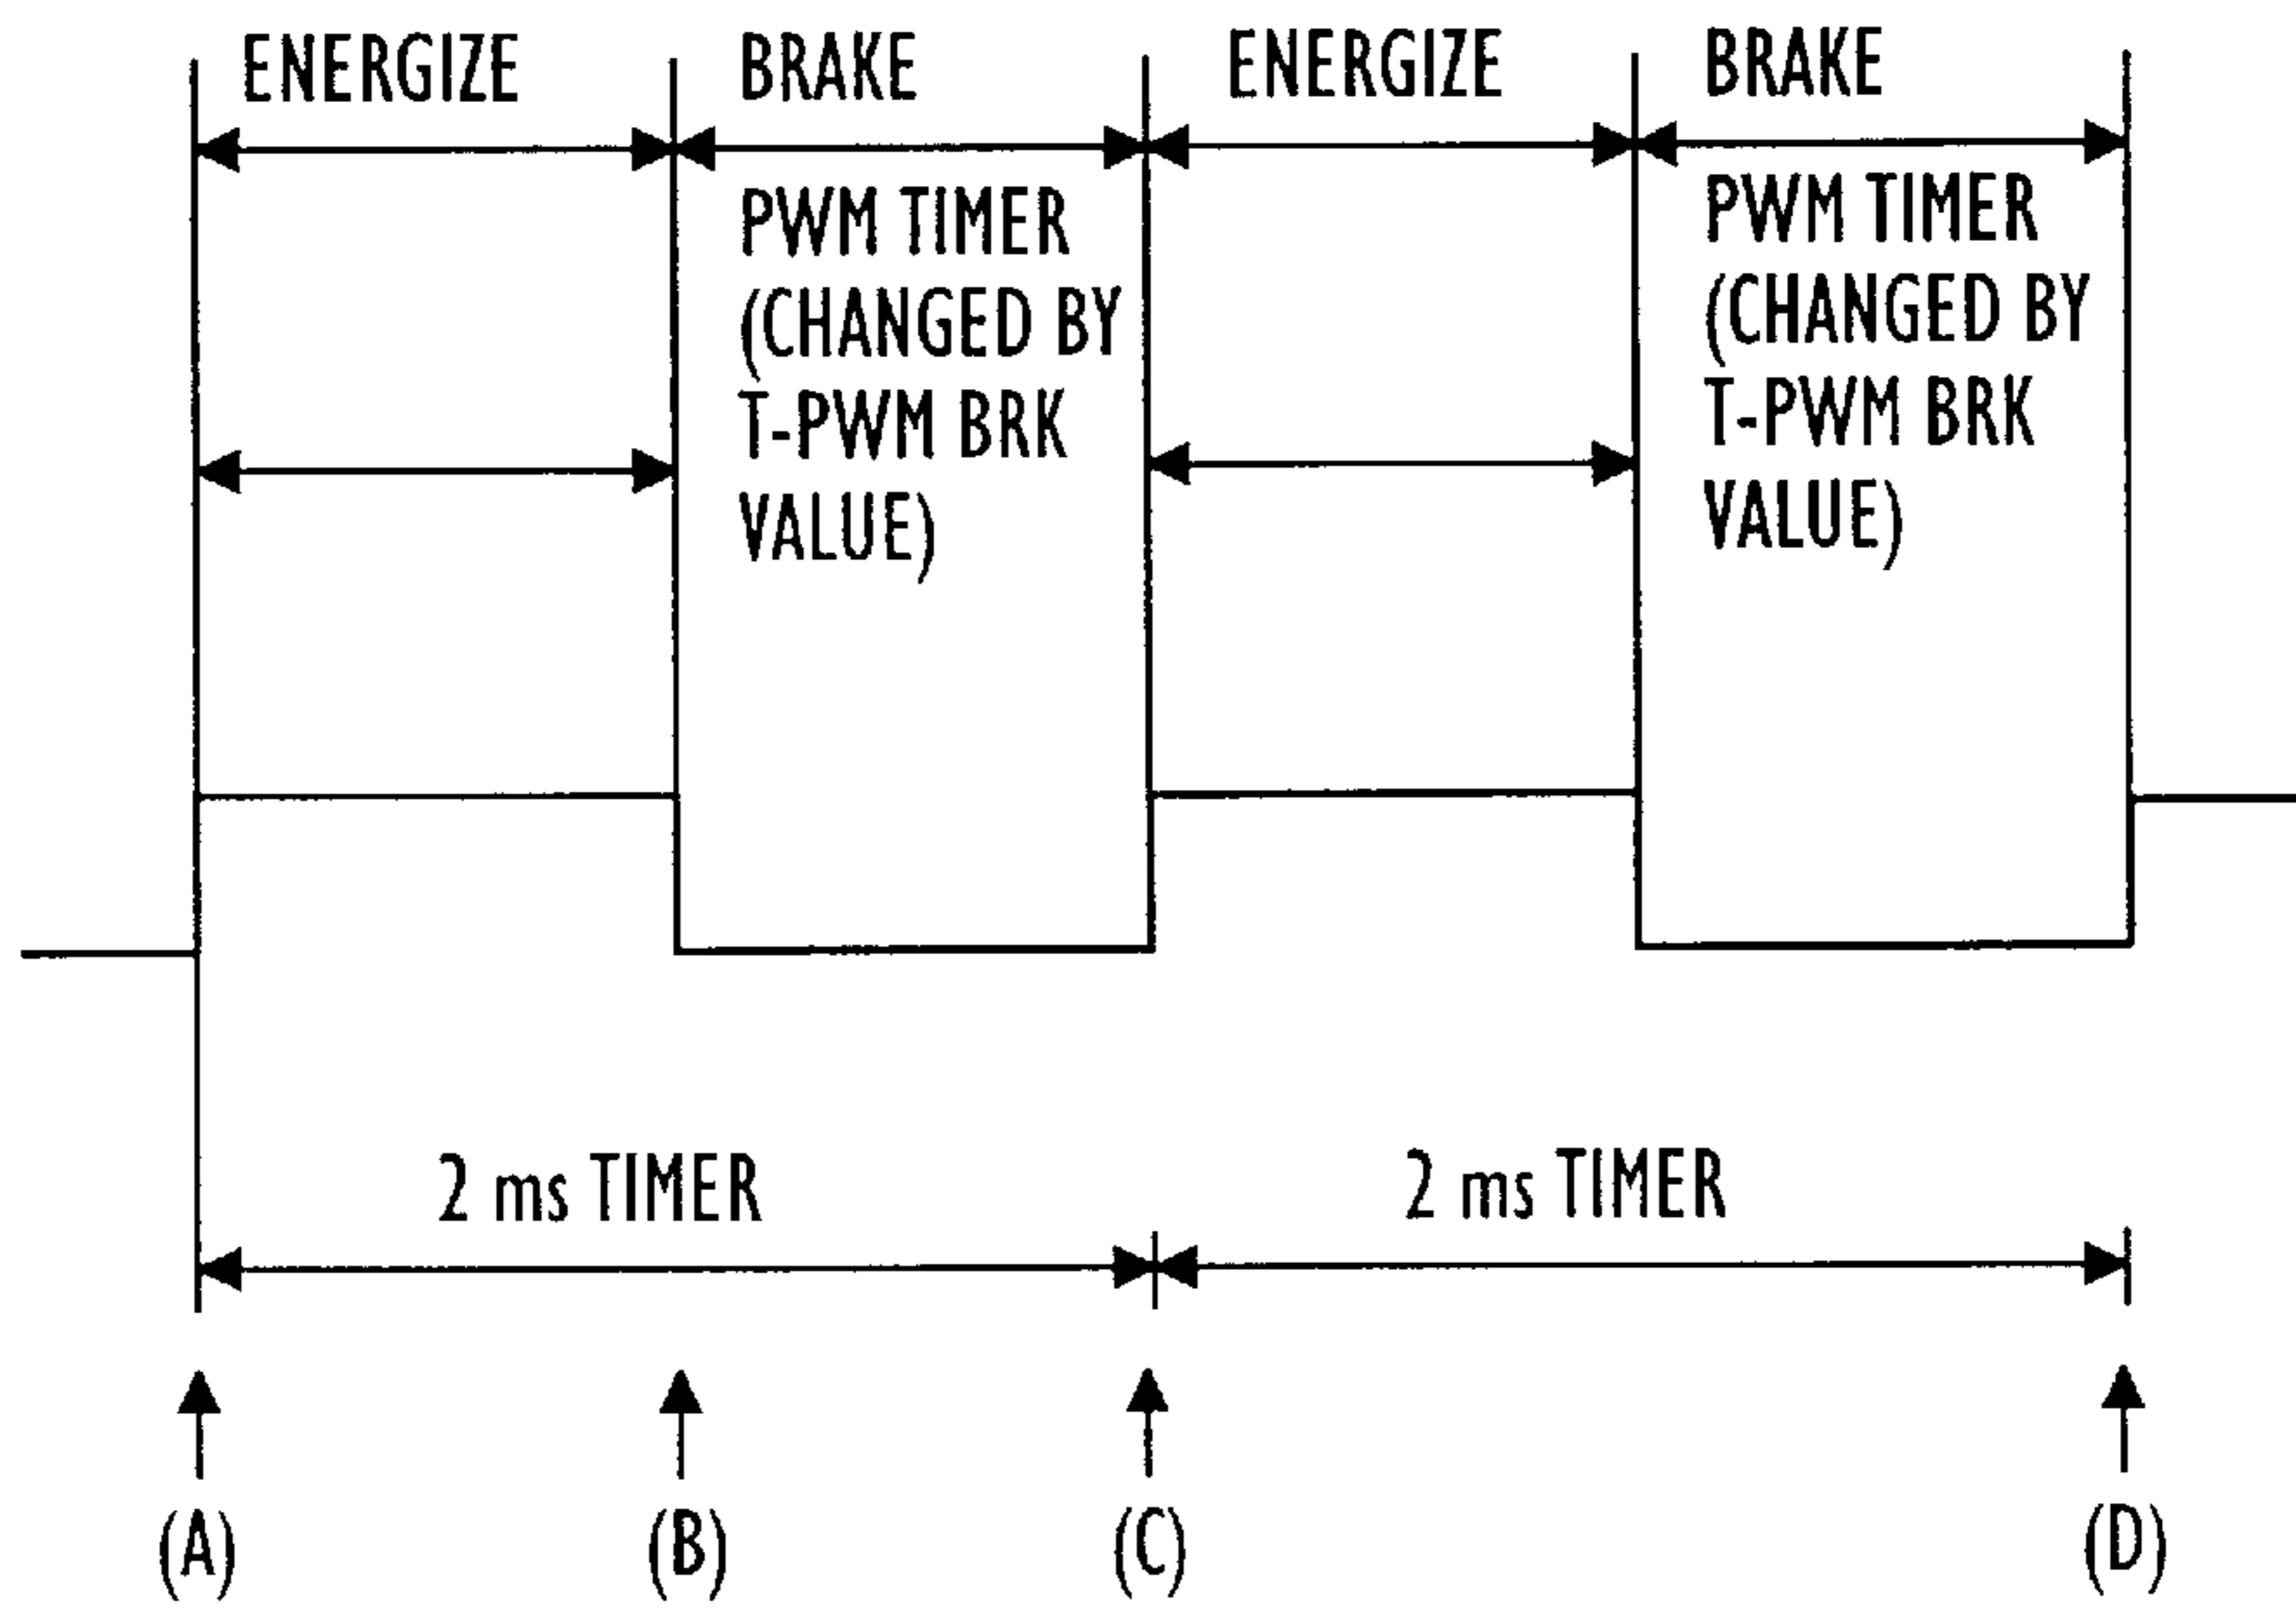 ENERGIZE BRAKE ENERGIZE BRAKE
PWM TIMER
(CHANGED BY
T-PWM BRK
VALUE)
PWM TIMER
(CHANGED BY
T-PWM BRK
VALUE)
2 ms TIMER 2 ms TIMER
(A) (B) (C) (D)